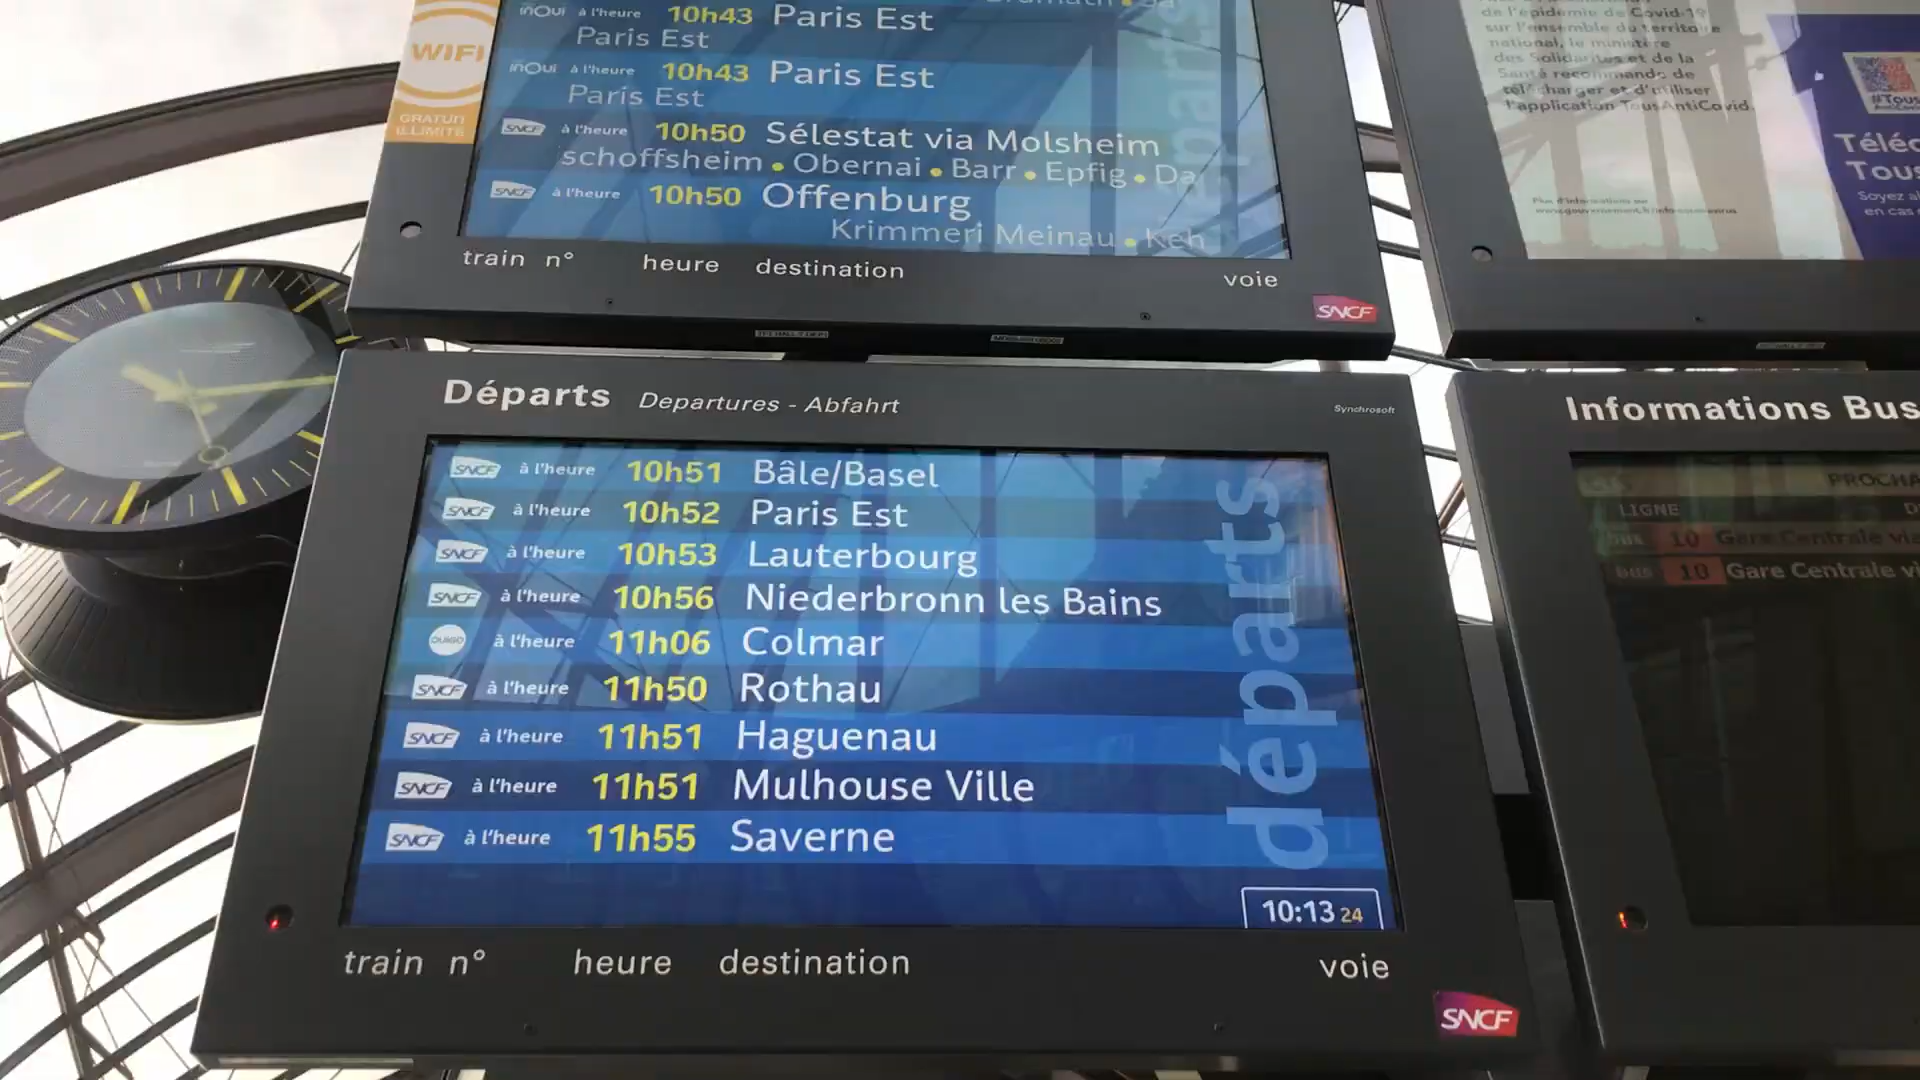 WIFI
GRATUIT
ILLIMITÉ
inOui à l'heure 10h43 Paris Est
Paris Est
inOui à l'heure 10h43 Paris Est
Paris Est
SNCF à l'heure 10h50 Sélestat via Molsheim
schoffsheim • Obernai • Barr • Epfig • Da
SNCF à l'heure 10h50 Offenburg
Krimmeri Meinau • Keh
train n° heure destination voie
SNCF
de l'épidémie de Covid-19
sur l'ensemble du territoire
national, le ministère
des Solidarités et de la
Santé recommande de
télécharger et d'utiliser
l'application TousAntiCovid.
Plus d'informations sur
www.gouvernement.fr/info-coronavirus
#Tous
AntiCovid
Téléc
Tous
Soyez al
en cas
Départs Departures - Abfahrt
Synchrosoft
SNCF à l'heure 10h51 Bâle/Basel
SNCF à l'heure 10h52 Paris Est
SNCF à l'heure 10h53 Lauterbourg
SNCF à l'heure 10h56 Niederbronn les Bains
OUIGO à l'heure 11h06 Colmar
SNCF à l'heure 11h50 Rothau
SNCF à l'heure 11h51 Haguenau
SNCF à l'heure 11h51 Mulhouse Ville
SNCF à l'heure 11h55 Saverne
départs
10:13 24
train n° heure destination voie
SNCF
Informations Bus
PROCHA
LIGNE D
BUS 10 Gare Centrale via
BUS 10 Gare Centrale vi